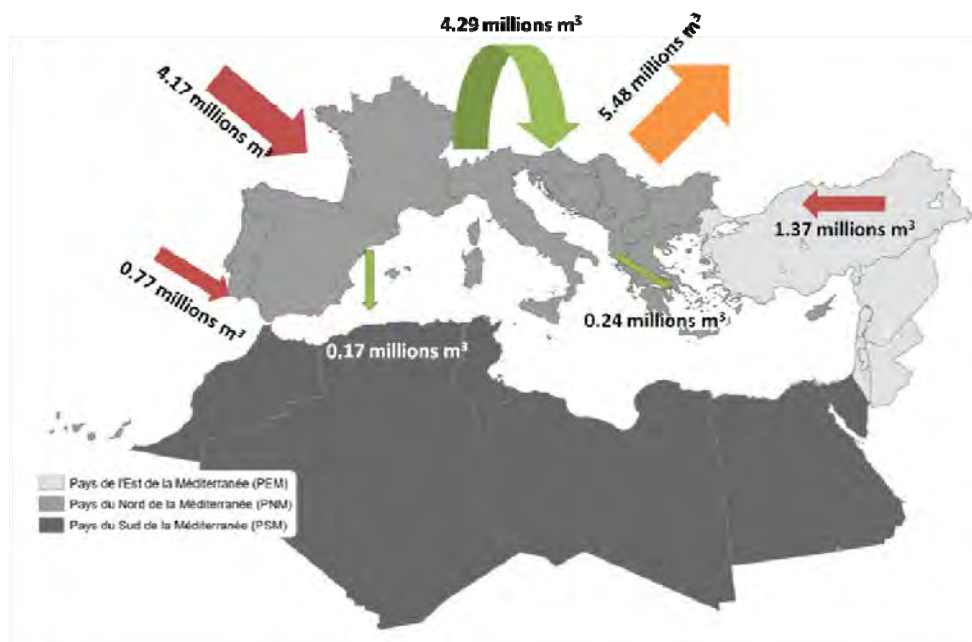 4.29 millions m³
4.17 millions m³
5.48 millions m³
1.37 millions m³
0.77 millions m³
0.24 millions m³
0.17 millions m³
Pays de l'Est de la Méditerranée (PEM)
Pays du Nord de la Méditerranée (PNM)
Pays du Sud de la Méditerranée (PSM)